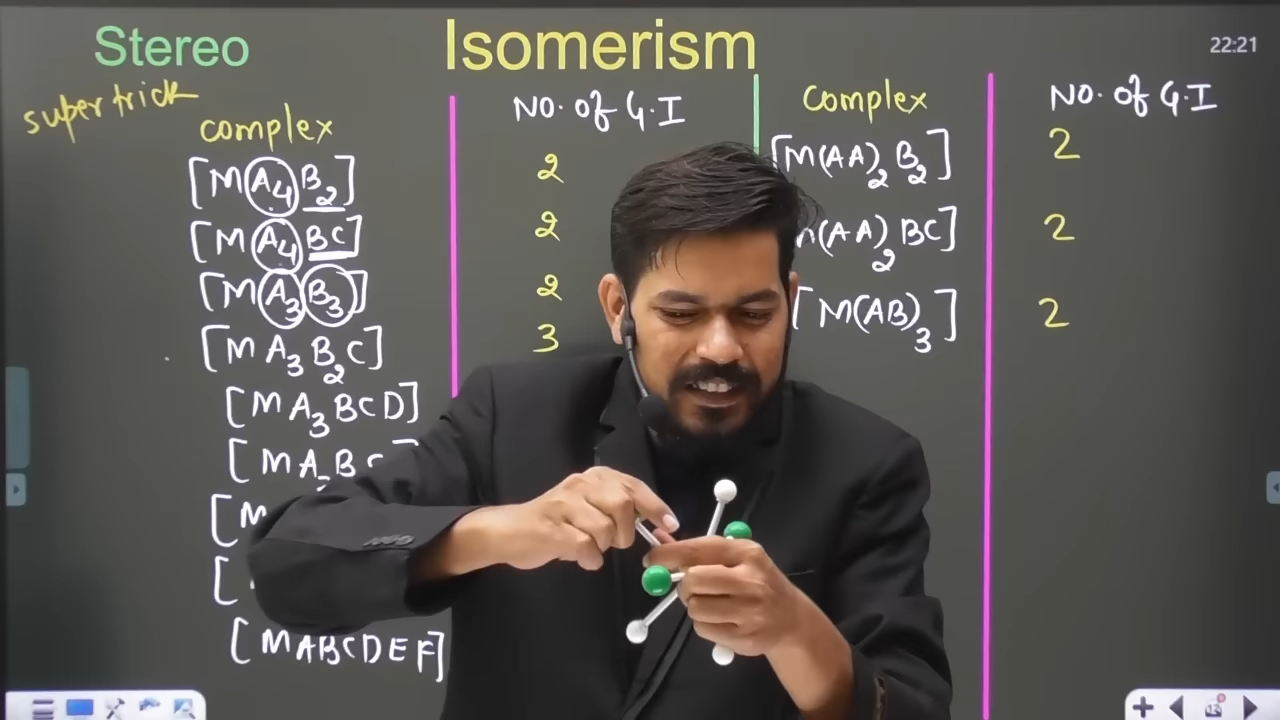 Stereo Isomerism
22:21
super trick
complex
No. of G.I
complex
No. of G.I
[MA4B2] 2
[MA4BC] 2
[MA3B3] 2
[MA3B2C] 3
[MA3BCD]
[MABCDEF]
[M(AA)2B2] 2
(AA)2BC] 2
[M(AB)3] 2